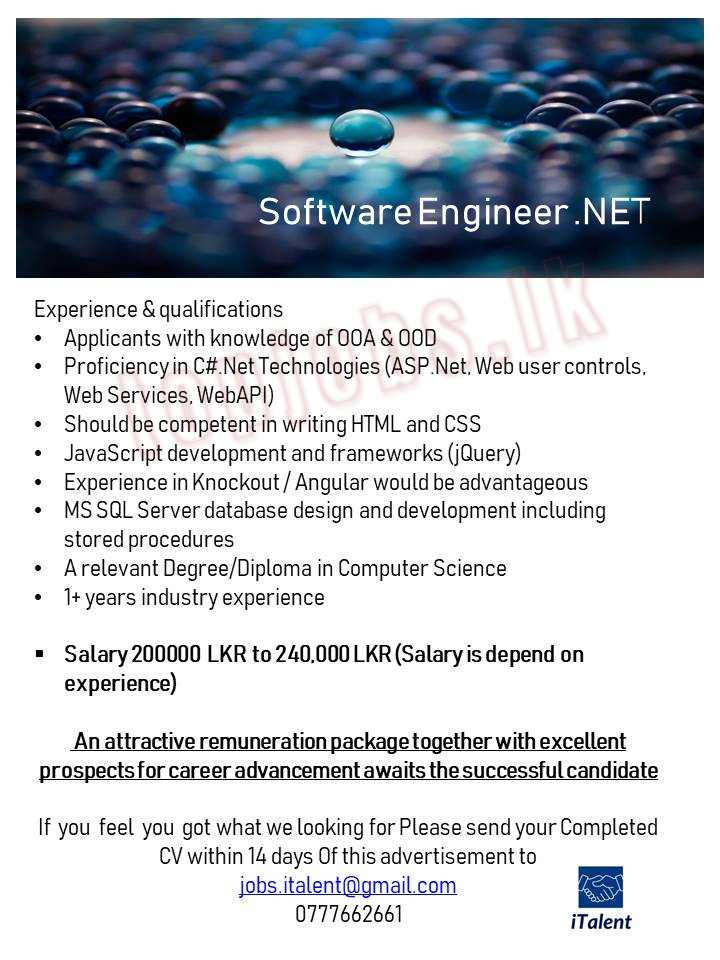 Software Engineer .NET
topjobs.lk
Experience & qualifications
• Applicants with knowledge of OOA & OOD
• Proficiency in C#.Net Technologies (ASP.Net, Web user controls,
Web Services, WebAPI)
• Should be competent in writing HTML and CSS
• JavaScript development and frameworks (jQuery)
• Experience in Knockout / Angular would be advantageous
• MS SQL Server database design and development including
stored procedures
• A relevant Degree/Diploma in Computer Science
• 1+ years industry experience
▪ Salary 200000 LKR to 240,000 LKR (Salary is depend on
experience)
An attractive remuneration package together with excellent
prospects for career advancement awaits the successful candidate
If you feel you got what we looking for Please send your Completed
CV within 14 days Of this advertisement to
jobs.italent@gmail.com
0777662661
iTalent